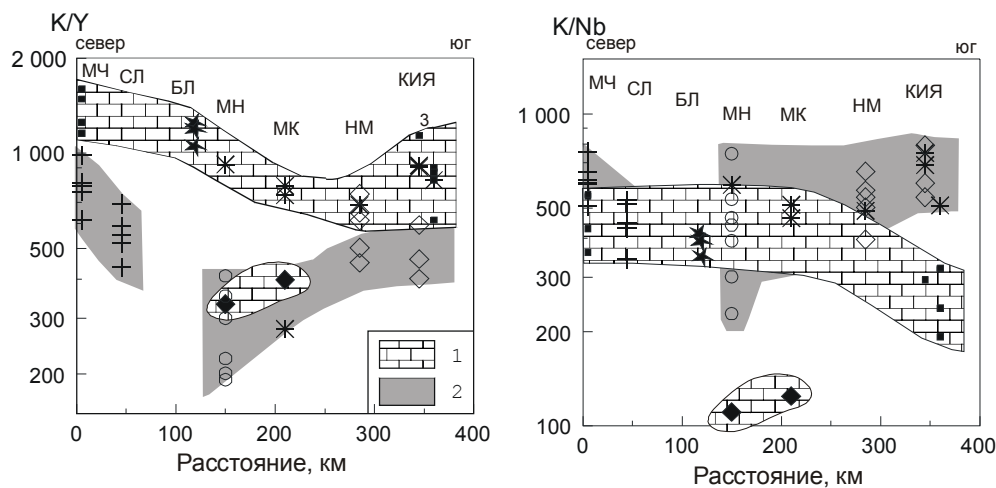 K/Y
север
юг
2 000
МЧ
СЛ
БЛ
МН
МК
НМ
КИЯ
3
1 000
500
300
200
1
2
0
100
200
300
400
Расстояние, км
K/Nb
север
юг
МЧ
СЛ
БЛ
МН
МК
НМ
КИЯ
1 000
500
300
200
100
0
100
200
300
400
Расстояние, км